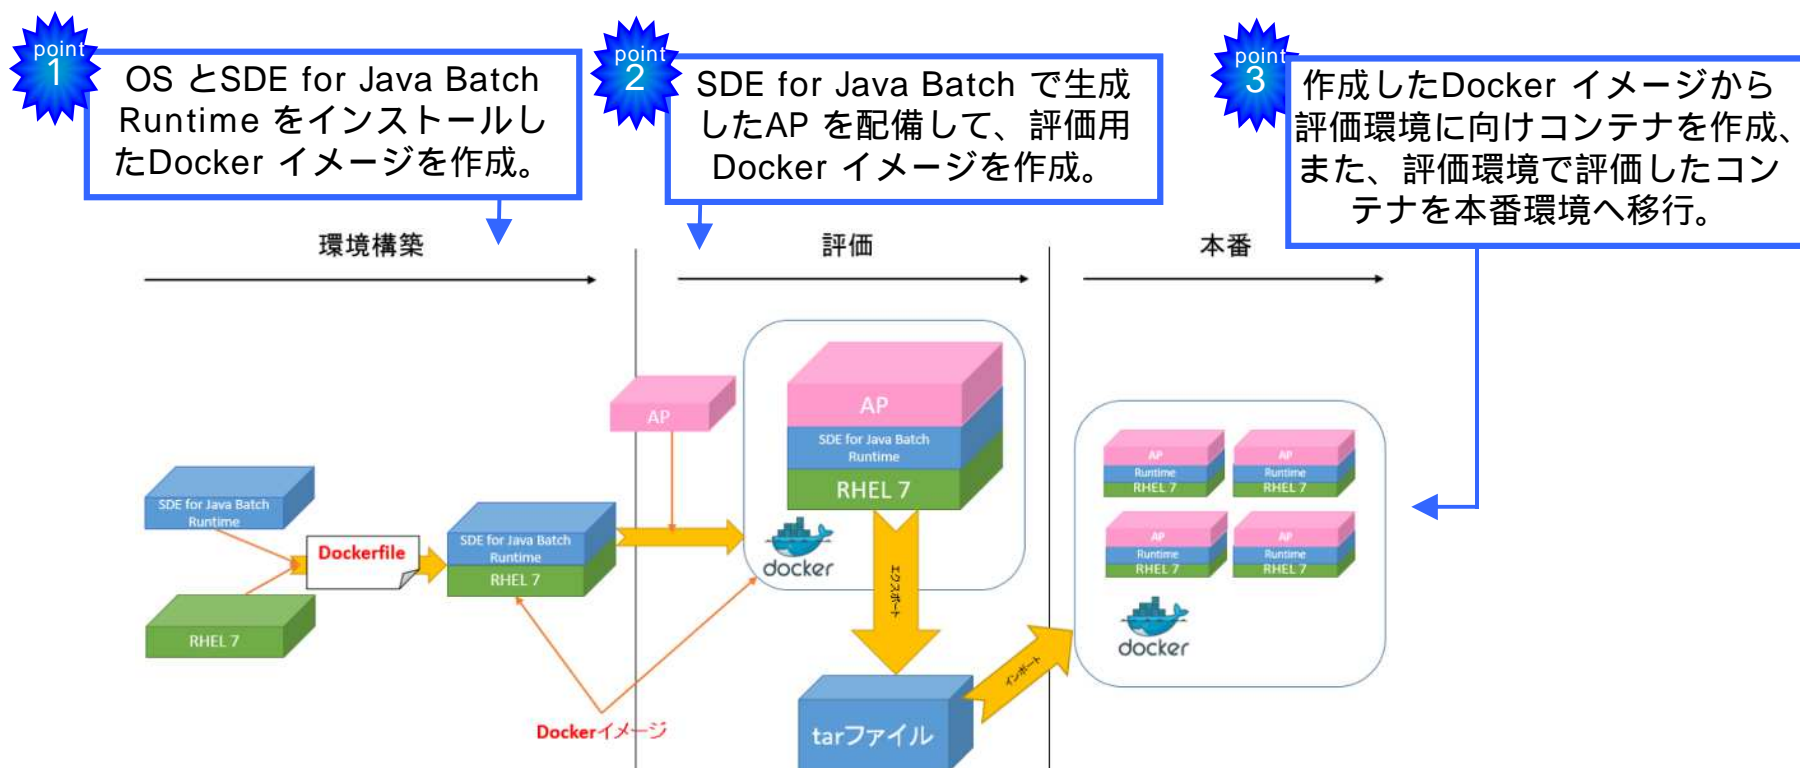 point
1
OS とSDE for Java Batch
Runtime をインストールし
たDocker イメージを作成。
point
2
SDE for Java Batch で生成
したAP を配備して、評価用
Docker イメージを作成。
point
3
作成したDocker イメージから
評価環境に向けコンテナを作成、
また、評価環境で評価したコン
テナを本番環境へ移行。
環境構築
評価
本番
SDE for Java Batch
Runtime
RHEL 7
Dockerfile
SDE for Java Batch
Runtime
RHEL 7
Dockerイメージ
AP
AP
SDE for Java Batch
Runtime
RHEL 7
docker
エクスポート
tarファイル
インポート
AP
Runtime
RHEL 7
AP
Runtime
RHEL 7
AP
Runtime
RHEL 7
AP
Runtime
RHEL 7
docker